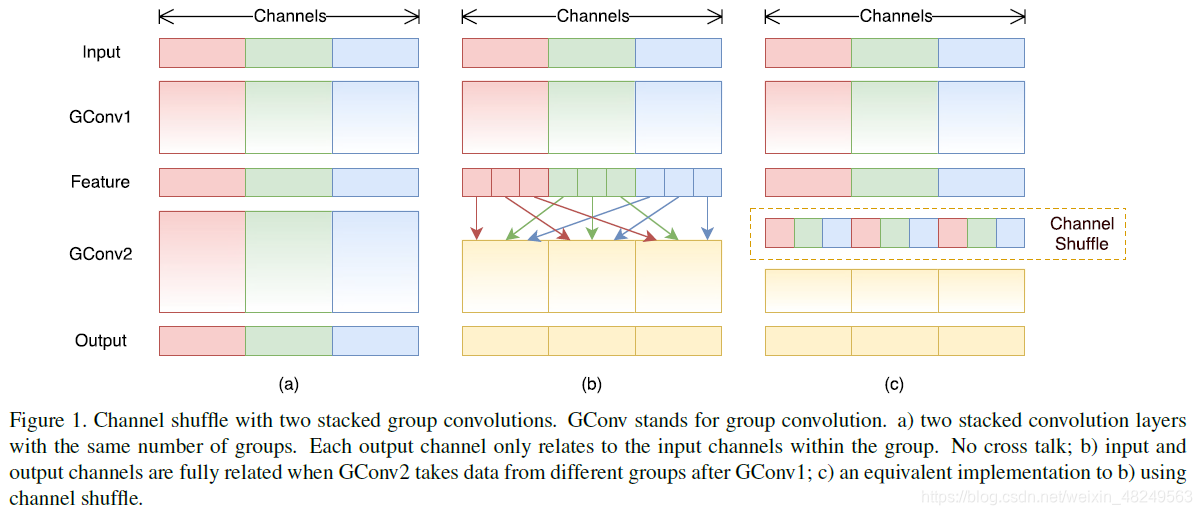 Channels Channels Channels
Input
GConv1
Feature
Channel
Shuffle
GConv2
Output
(a) (b) (c)
Figure 1. Channel shuffle with two stacked group convolutions. GConv stands for group convolution. a) two stacked convolution layers
with the same number of groups. Each output channel only relates to the input channels within the group. No cross talk; b) input and
output channels are fully related when GConv2 takes data from different groups after GConv1; c) an equivalent implementation to b) using
channel shuffle.
https://blog.csdn.net/weixin_48249563